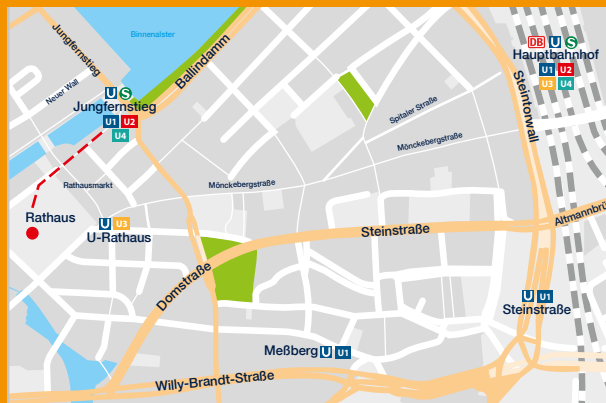 Jungfernstieg
Binnenalster
Ballindamm
Neuer Wall
U S
Jungfernstieg
U1 U2
U4
DB U S
Hauptbahnhof
U1 U2
U3 U4
Steintorwall
Spitaler Straße
Mönckebergstraße
Rathausmarkt
Mönckebergstraße
Rathaus
U U3
U-Rathaus
Steinstraße
Domstraße
U U1
Steinstraße
Meßberg U U1
Willy-Brandt-Straße